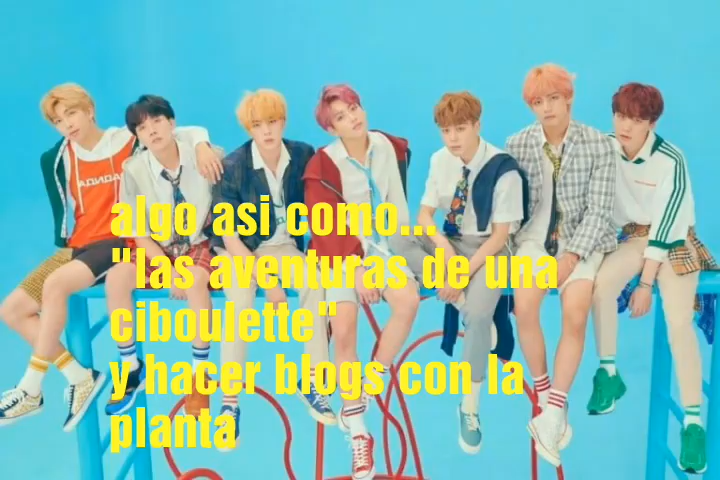 algo asi como...
"las aventuras de una
ciboulette"
y hacer blogs con la
planta